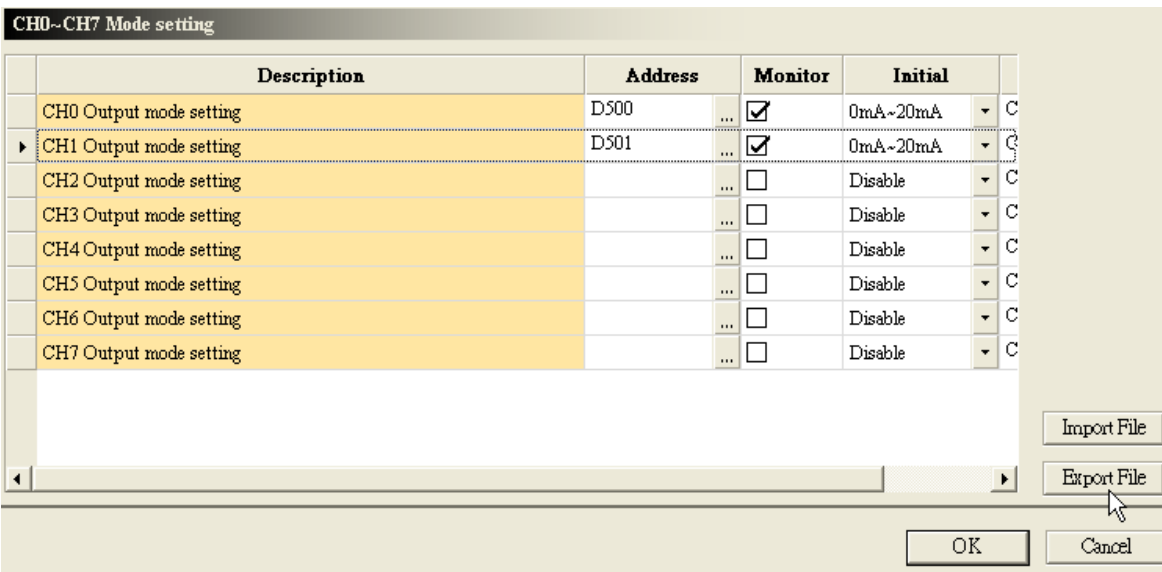 CH0~CH7 Mode setting
Description Address Monitor Initial
CH0 Output mode setting D500 ... 0mA~20mA C
CH1 Output mode setting D501 ... 0mA~20mA C
CH2 Output mode setting ... Disable C
CH3 Output mode setting ... Disable C
CH4 Output mode setting ... Disable C
CH5 Output mode setting ... Disable C
CH6 Output mode setting ... Disable C
CH7 Output mode setting ... Disable C
Import File
Export File
OK Cancel